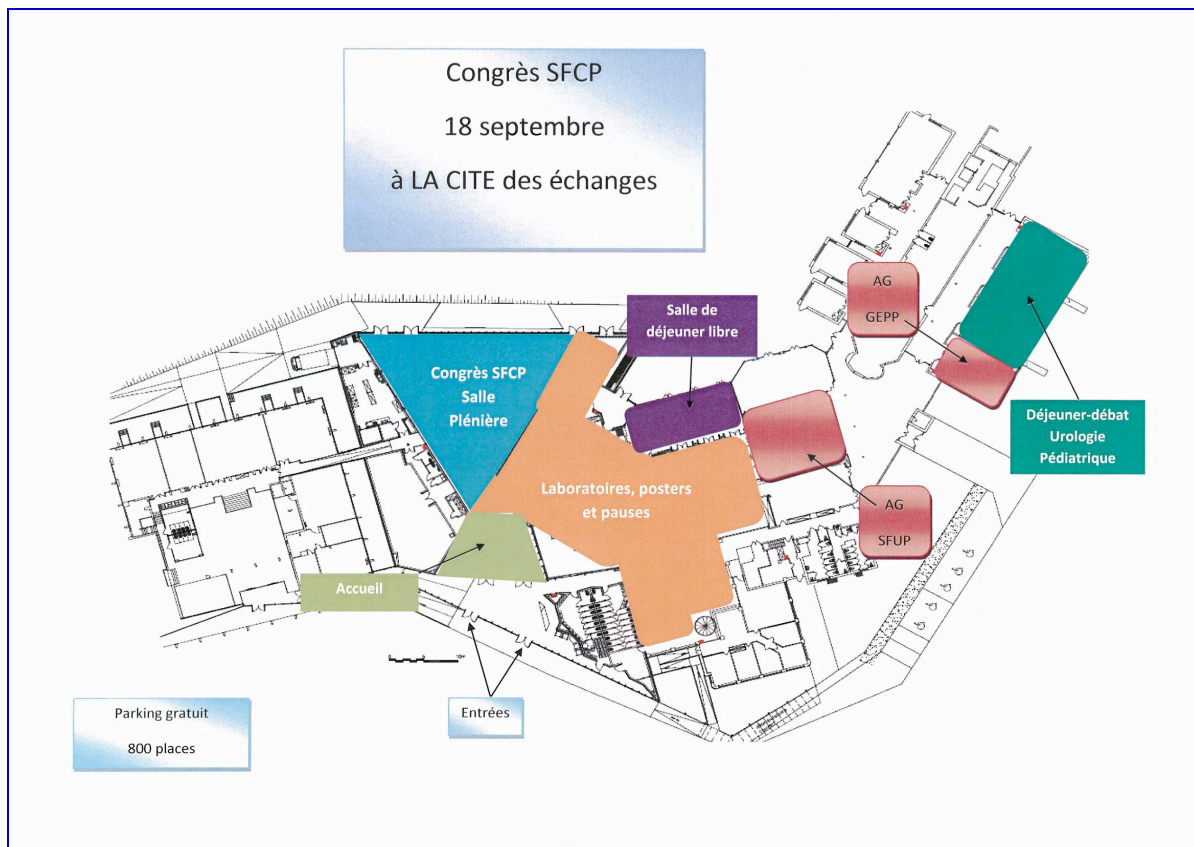 Congrès SFCP
18 septembre
à LA CITE des échanges
AG
GEPP
Salle de
déjeuner libre
Congrès SFCP
Salle
Plénière
Déjeuner-débat
Urologie
Pédiatrique
Laboratoires, posters
et pauses
AG
SFUP
Accueil
Entrées
Parking gratuit
800 places